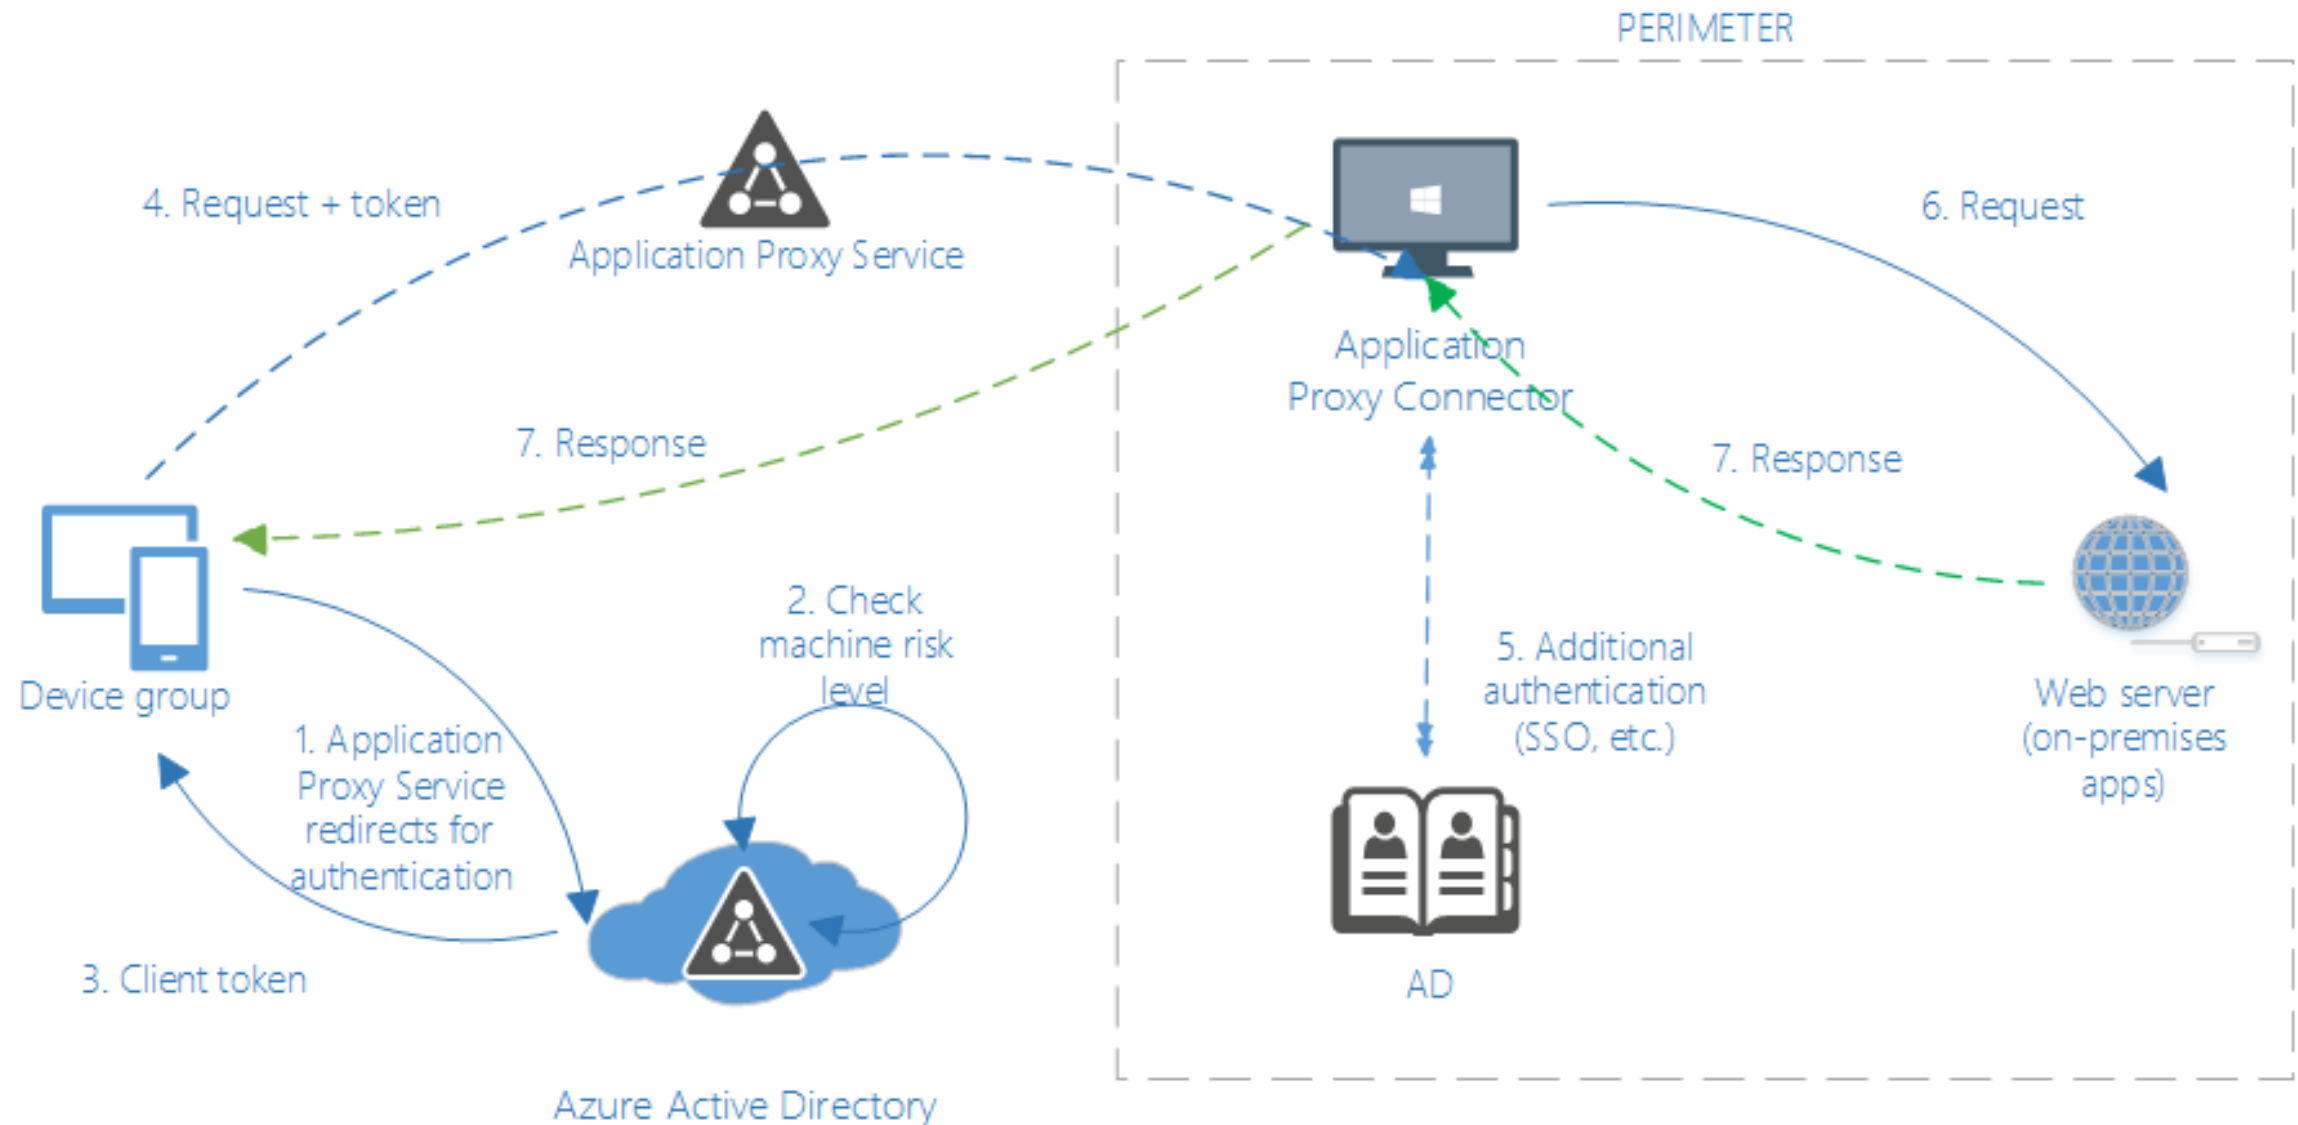 PERIMETER
4. Request + token
Application Proxy Service
6. Request
Application
Proxy Connector
7. Response
7. Response
2. Check
machine risk
level
Device group
5. Additional
authentication
(SSO, etc.)
Web server
(on-premises
apps)
1. Application
Proxy Service
redirects for
authentication
3. Client token
AD
Azure Active Directory